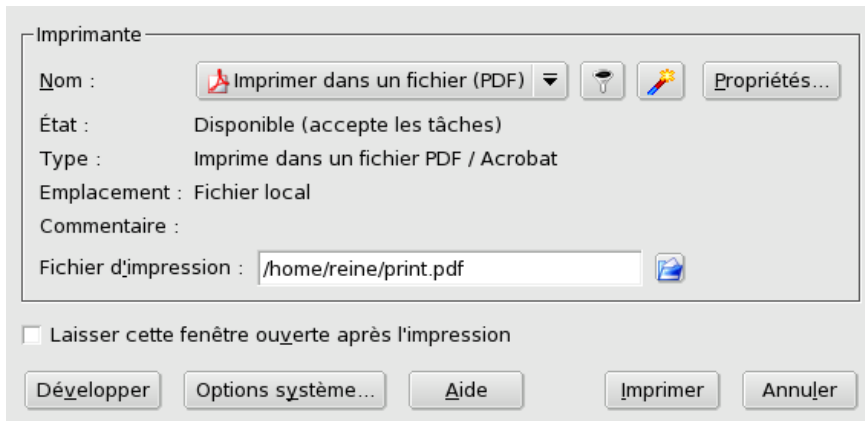 Imprimante
Nom : Imprimer dans un fichier (PDF) Propriétés...
État : Disponible (accepte les tâches)
Type : Imprime dans un fichier PDF / Acrobat
Emplacement : Fichier local
Commentaire :
Fichier d'impression : /home/reine/print.pdf
Laisser cette fenêtre ouverte après l'impression
Développer Options système... Aide Imprimer Annuler